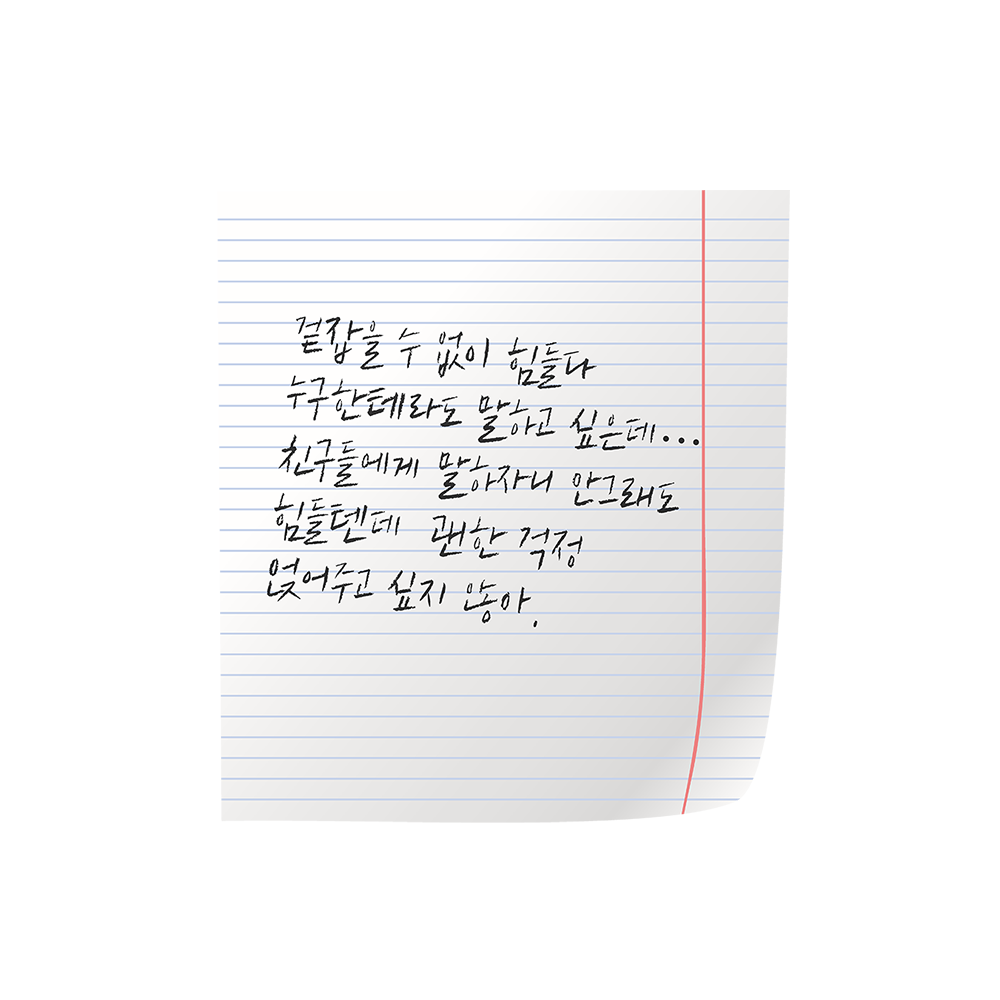 겉잡을 수 없이 힘들다
누구한테라도 말하고 싶은데...
친구들에게 말하자니 안그래도
힘들텐데 괜한 걱정
얹어주고 싶지 않아.